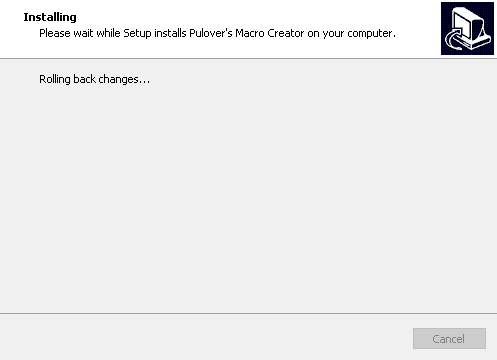 Installing
Please wait while Setup installs Pulover's Macro Creator on your computer.
Rolling back changes...
Cancel